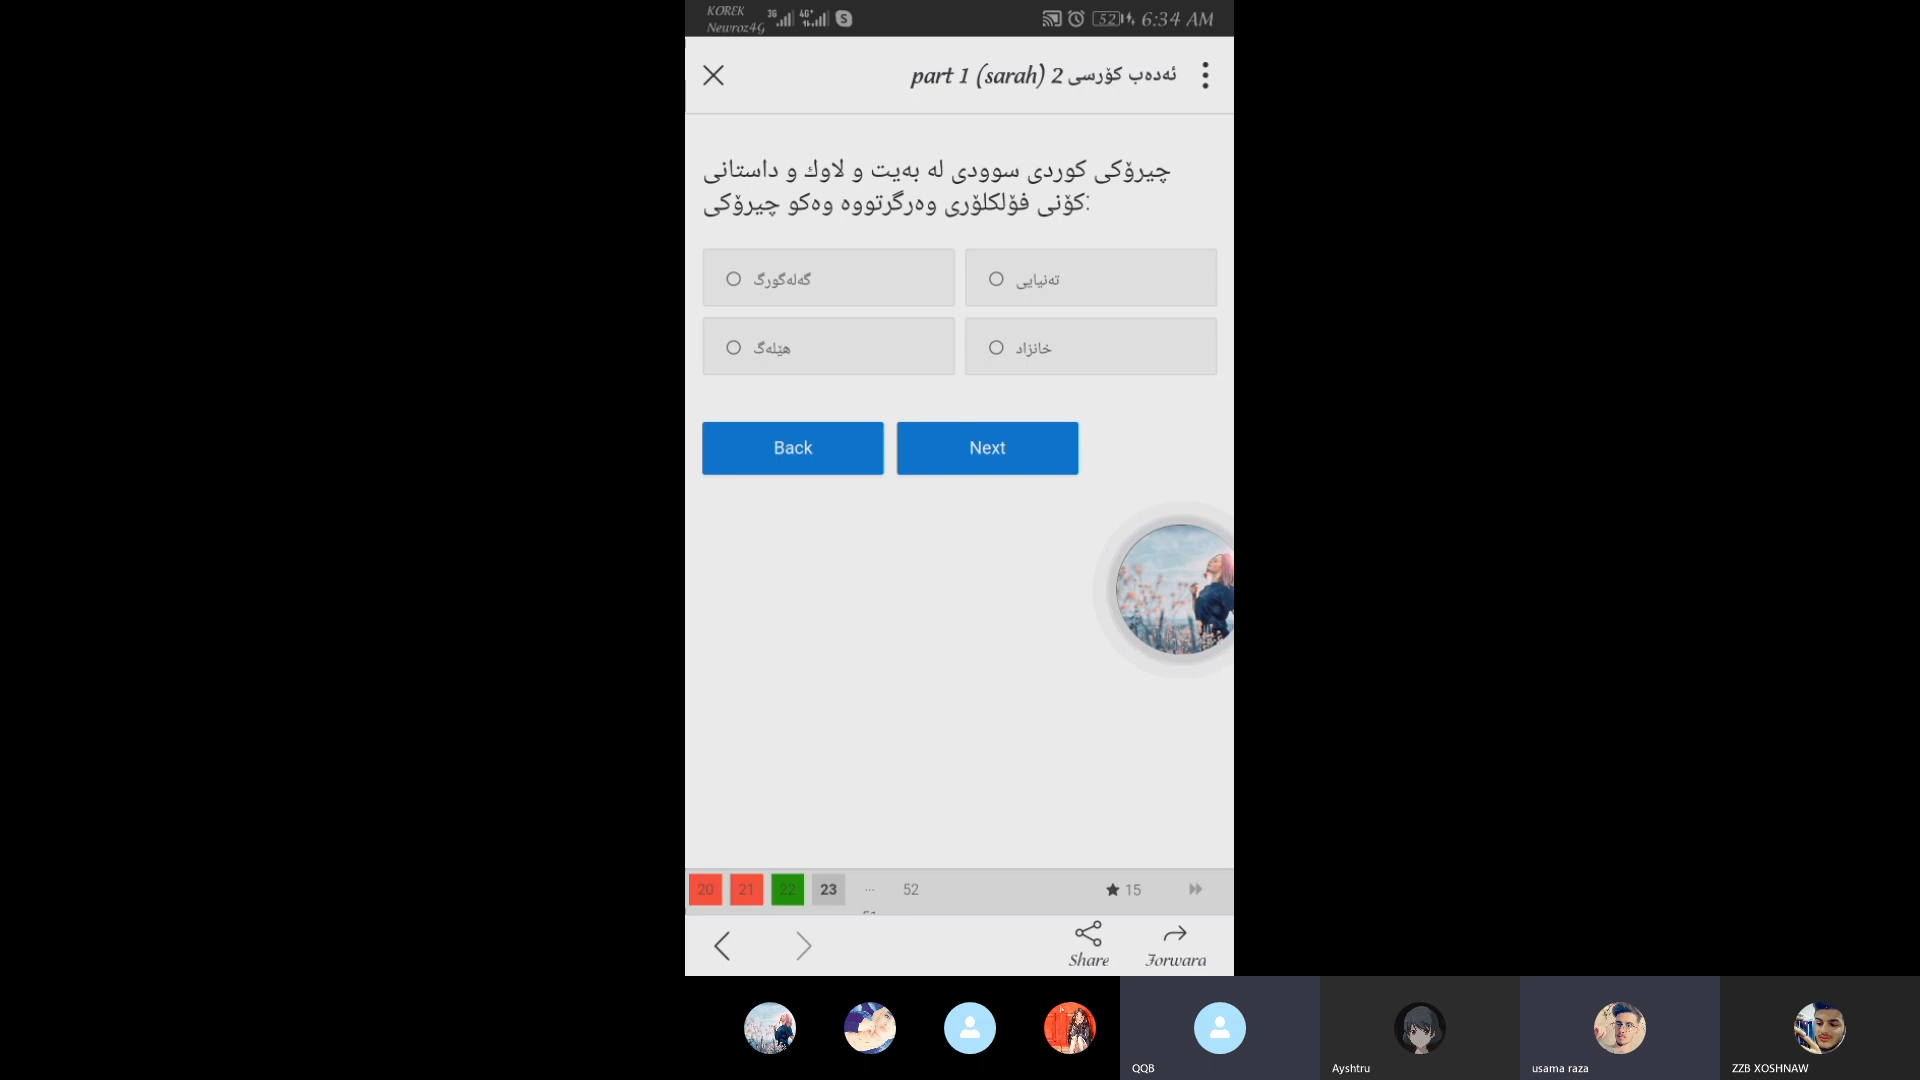 KOREK
Newroz4G
3G
4G+
52
6:34 AM
ئەدەب کۆرسی 2 part 1 (sarah)
چیرۆکی کوردی سوودی لە بەیت و لاوك و داستانی
کۆنی فۆلکلۆری وەرگرتووە وەکو چیرۆکی:
گەلەگورگ
تەنیایی
هێلەگ
خانزاد
Back
Next
20 21 22 23 ... 52
15
Share
Forward
QQB
Ayshtru
usama raza
ZZB XOSHNAW